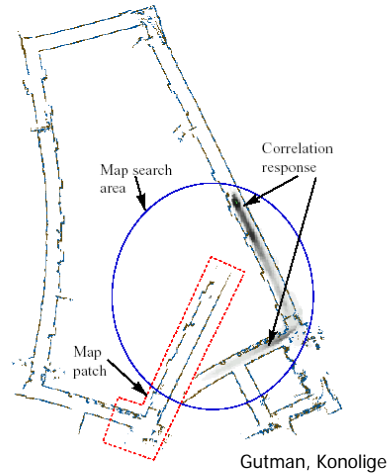 Correlation
response
Map search
area
Map
patch
Gutman, Konolige